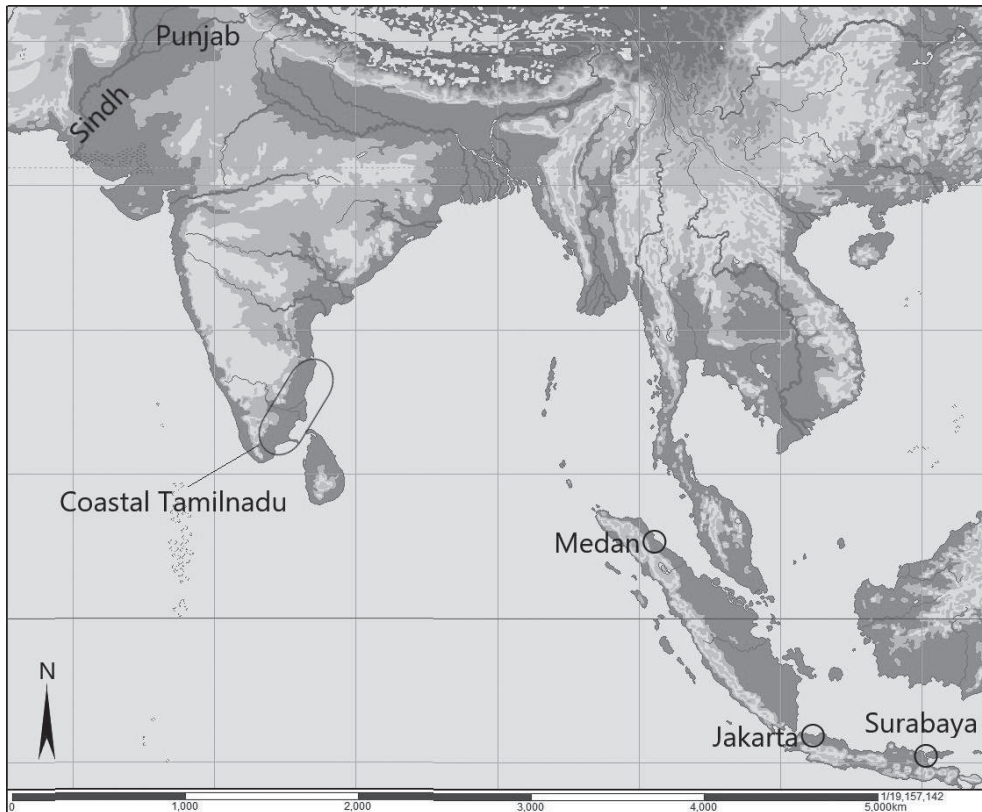 Punjab
Sindh
Coastal Tamilnadu
Medan
N
Jakarta
Surabaya
1/19,157,142
0 1,000 2,000 3,000 4,000 5,000km